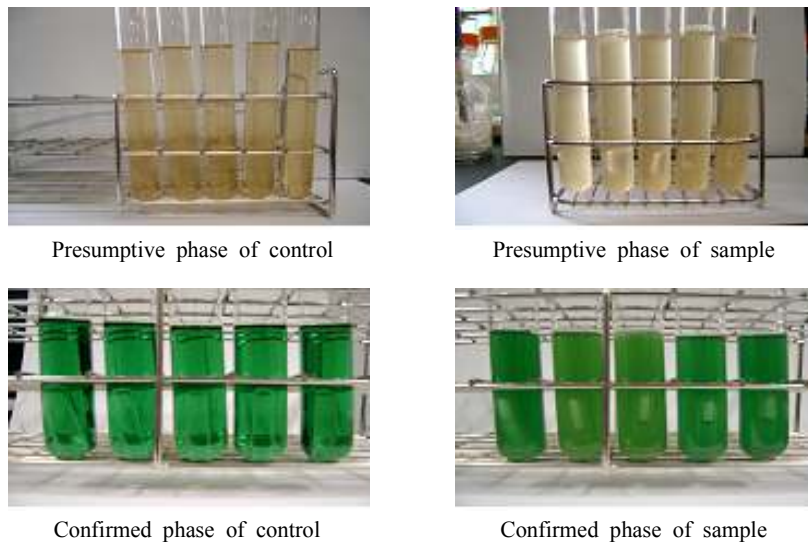 Presumptive phase of control
Presumptive phase of sample
Confirmed phase of control
Confirmed phase of sample